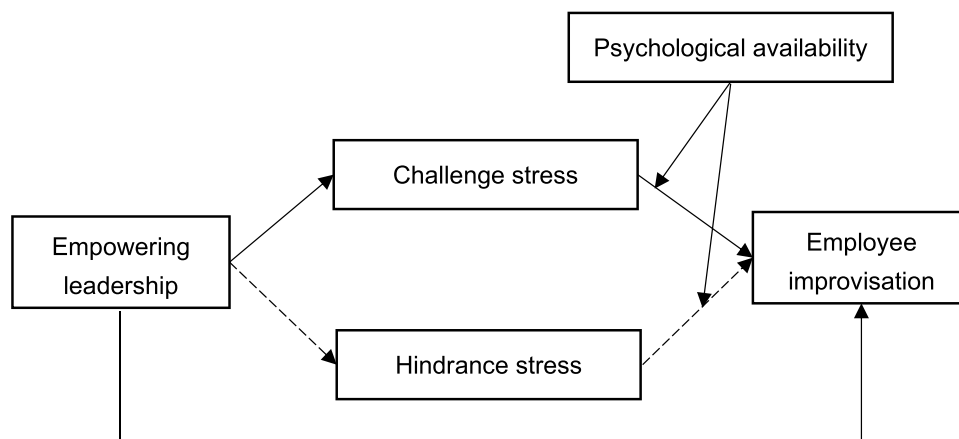 Psychological availability
Challenge stress
Empowering
leadership
Employee
improvisation
Hindrance stress